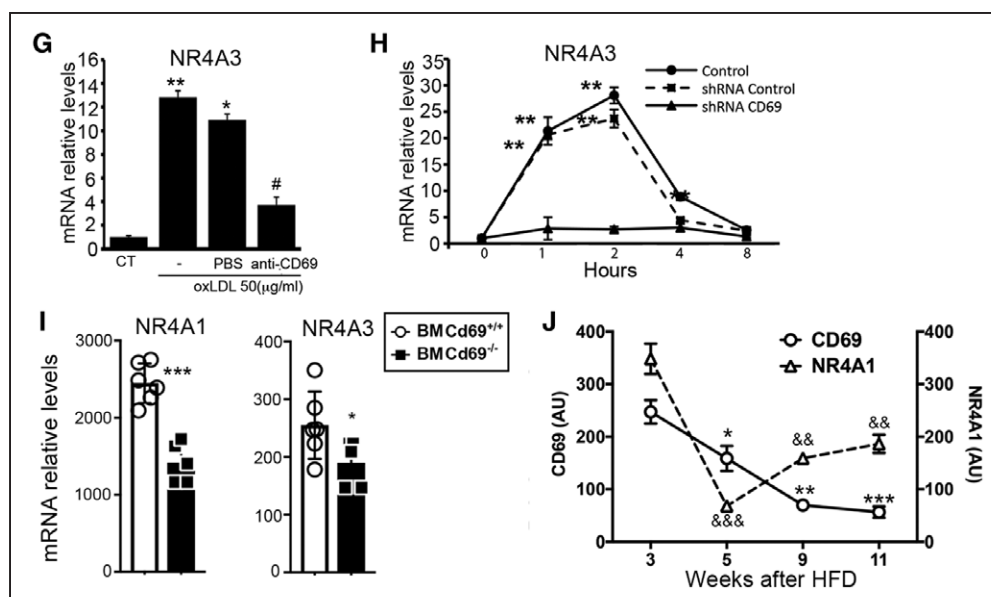 G
NR4A3
mRNA relative levels
16
14
12
10
8
6
4
2
0
**
*
#
CT
-
PBS
anti-CD69
oxLDL 50(μg/ml)
H
NR4A3
mRNA relative levels
35
30
25
20
15
10
5
0
**
**
**
**
**
Control
shRNA Control
shRNA CD69
0
1
2
4
8
Hours
I
NR4A1
mRNA relative levels
3000
2000
1000
0
***
NR4A3
400
300
200
100
0
*
BM Cd69+/+
BM Cd69-/-
J
CD69 (AU)
400
300
200
100
0
CD69
NR4A1
*
&&
&&
&&&
**
***
400
300
200
100
0
NR4A1 (AU)
3
5
9
11
Weeks after HFD